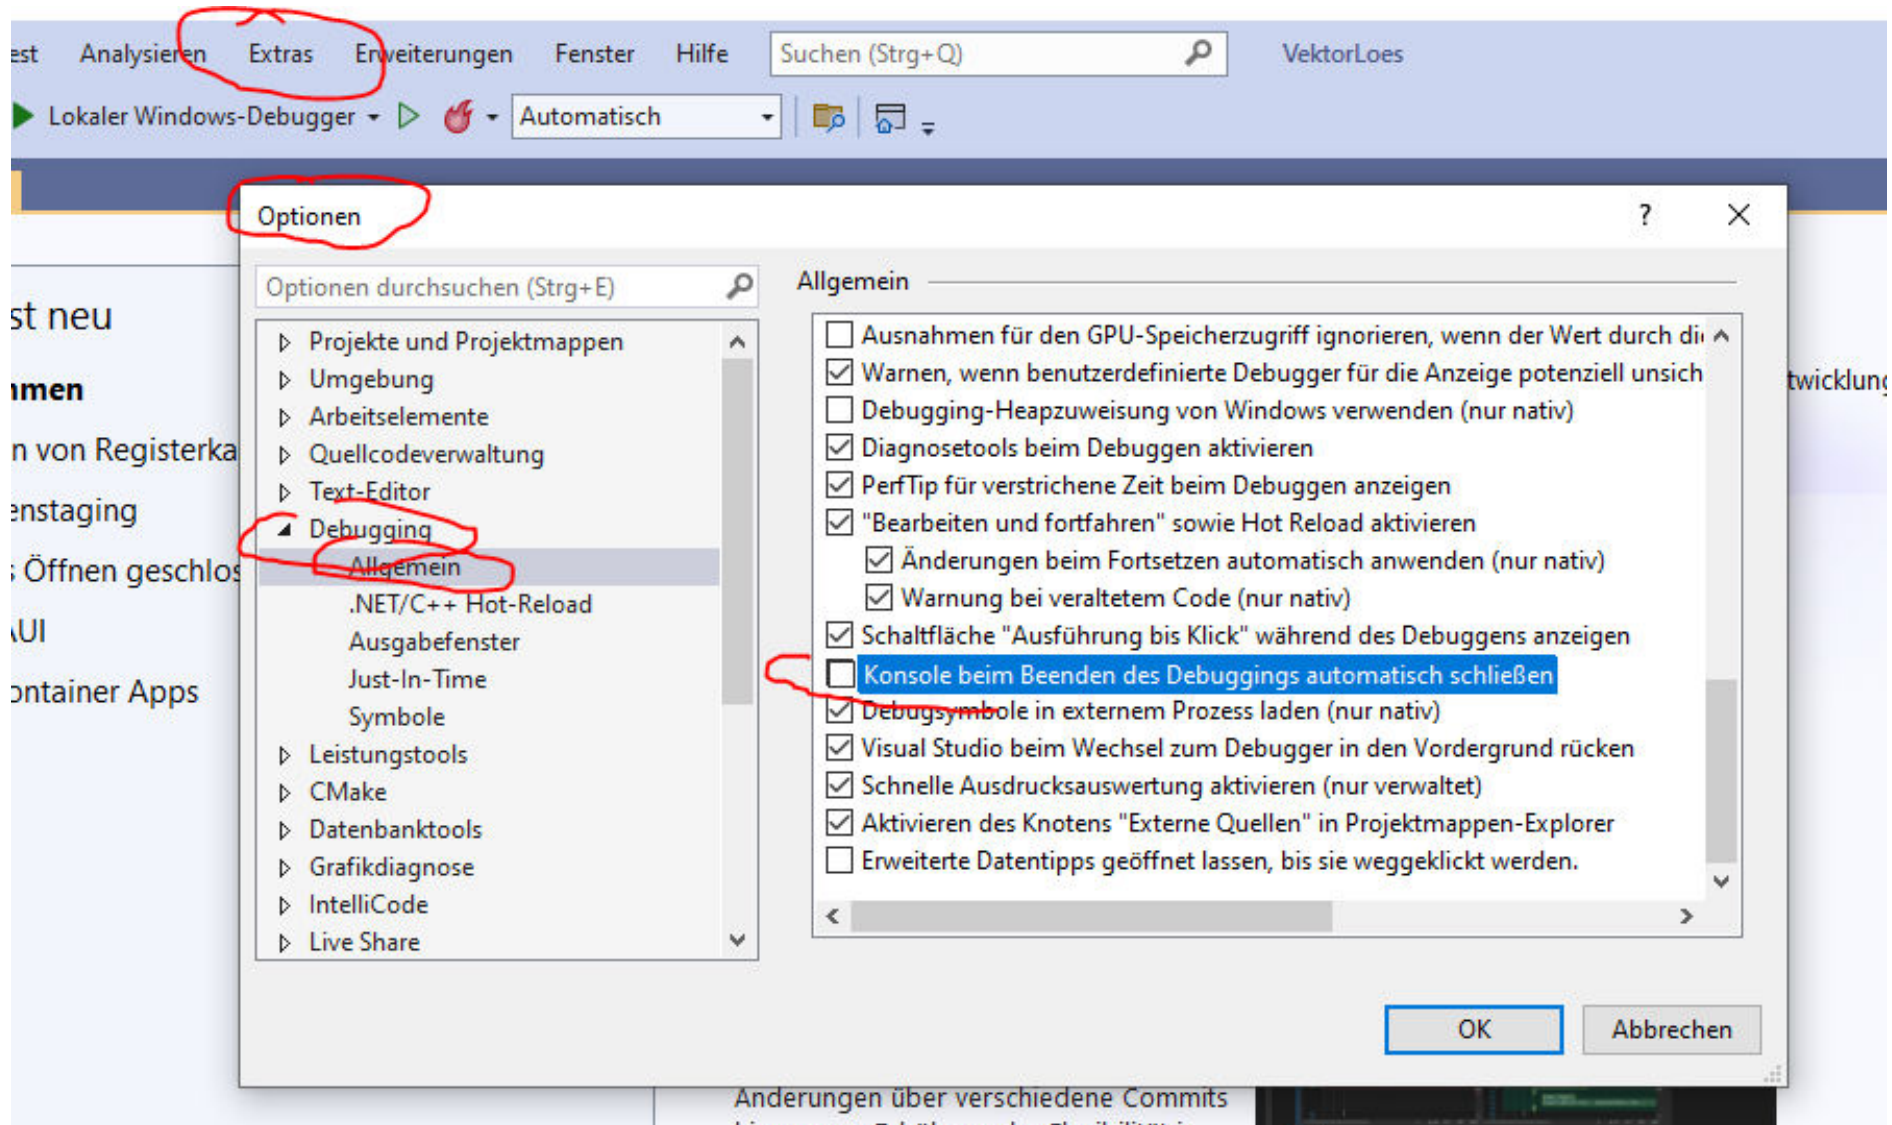 est Analysieren Extras Erweiterungen Fenster Hilfe Suchen (Strg+Q) VektorLoes
Lokaler Windows-Debugger Automatisch
Optionen ?
Optionen durchsuchen (Strg+E)
Allgemein
st neu
mmen
n von Registerka
enstaging
s Öffnen geschlos
AUI
ontainer Apps
Projekte und Projektmappen
Umgebung
Arbeitselemente
Quellcodeverwaltung
Text-Editor
Debugging
Allgemein
.NET/C++ Hot-Reload
Ausgabefenster
Just-In-Time
Symbole
Leistungstools
CMake
Datenbanktools
Grafikdiagnose
IntelliCode
Live Share
Ausnahmen für den GPU-Speicherzugriff ignorieren, wenn der Wert durch di
Warnen, wenn benutzerdefinierte Debugger für die Anzeige potenziell unsich
Debugging-Heapzuweisung von Windows verwenden (nur nativ)
Diagnosetools beim Debuggen aktivieren
PerfTip für verstrichene Zeit beim Debuggen anzeigen
"Bearbeiten und fortfahren" sowie Hot Reload aktivieren
Änderungen beim Fortsetzen automatisch anwenden (nur nativ)
Warnung bei veraltetem Code (nur nativ)
Schaltfläche "Ausführung bis Klick" während des Debuggens anzeigen
Konsole beim Beenden des Debuggings automatisch schließen
Debugsymbole in externem Prozess laden (nur nativ)
Visual Studio beim Wechsel zum Debugger in den Vordergrund rücken
Schnelle Ausdrucksauswertung aktivieren (nur verwaltet)
Aktivieren des Knotens "Externe Quellen" in Projektmappen-Explorer
Erweiterte Datentipps geöffnet lassen, bis sie weggeklickt werden.
twicklung
OK Abbrechen
Änderungen über verschiedene Commits